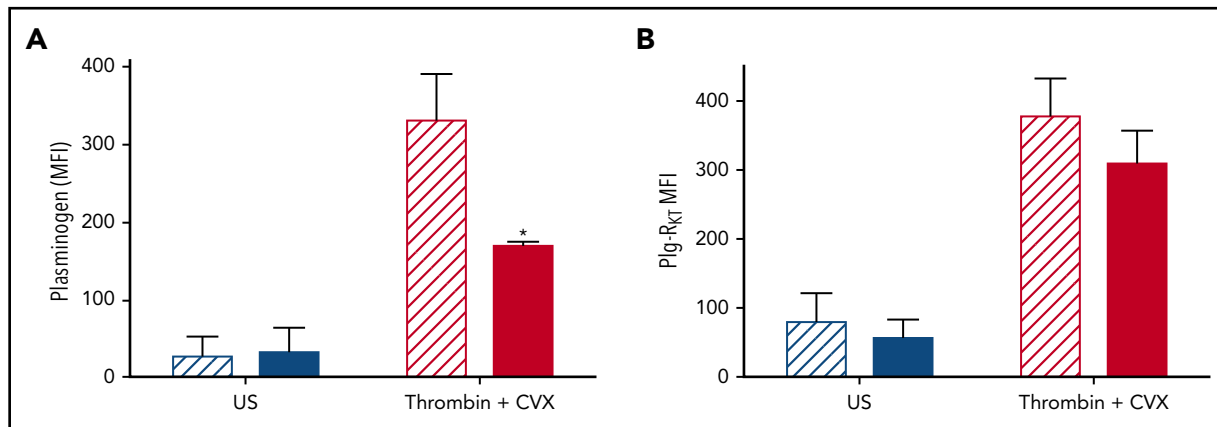 A
Plasminogen (MFI)
400
300
200
100
0
*
US
Thrombin + CVX
B
Plg-RKT MFI
400
300
200
100
0
US
Thrombin + CVX